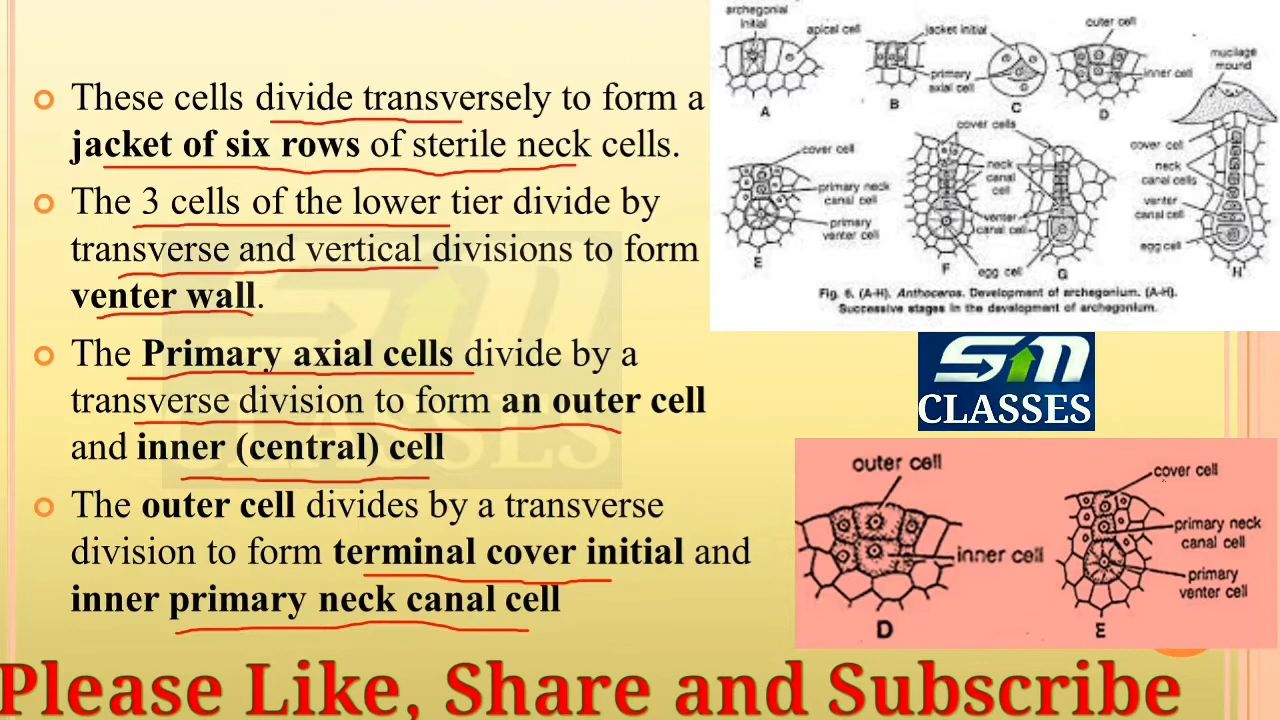 These cells divide transversely to form a
jacket of six rows of sterile neck cells.
The 3 cells of the lower tier divide by
transverse and vertical divisions to form
venter wall.
The Primary axial cells divide by a
transverse division to form an outer cell
and inner (central) cell
The outer cell divides by a transverse
division to form terminal cover initial and
inner primary neck canal cell
archegonial
initial
apical cell
A
jacket initial
primary
axial cell
B
C
outer cell
inner cell
D
mucilage
mound
cover cell
neck
canal cells
venter
canal cell
egg cell
H
cover cell
primary neck
canal cell
primary
venter cell
E
cover cells
neck
canal
cell
venter
canal cell
egg cell
F
G
Fig. 6. (A-H). Anthoceros. Development of archegonium. (A-H).
Successive stages in the development of archegonium.
SM
CLASSES
outer cell
inner cell
D
cover cell
primary neck
canal cell
primary
venter cell
E
CLASSES
Please Like, Share and Subscribe